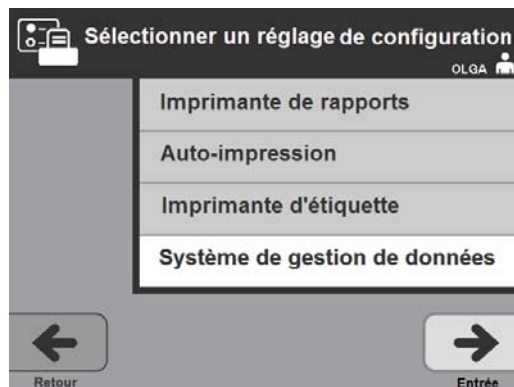 Sélectionner un réglage de configuration
OLGA
Imprimante de rapports
Auto-impression
Imprimante d'étiquette
Système de gestion de données
Retour
Entrée